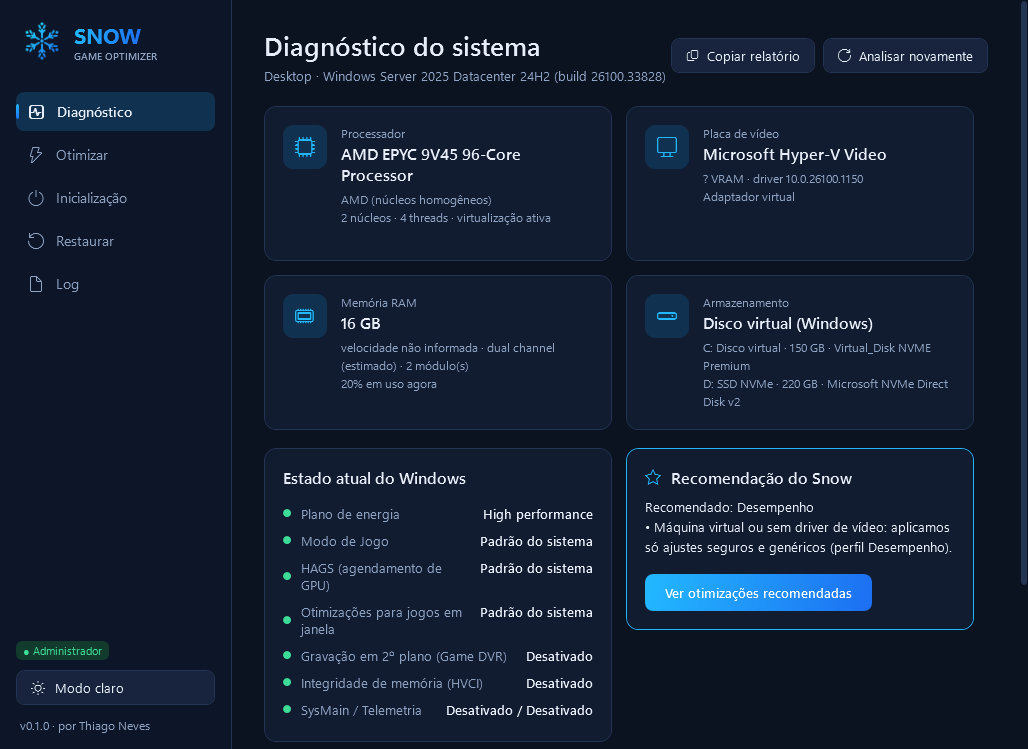 SNOW
GAME OPTIMIZER
Diagnóstico
Otimizar
Inicialização
Restaurar
Log
● Administrador
Modo claro
v0.1.0 · por Thiago Neves
Diagnóstico do sistema
Desktop · Windows Server 2025 Datacenter 24H2 (build 26100.33828)
Copiar relatório
Analisar novamente
Processador
AMD EPYC 9V45 96-Core
Processor
AMD (núcleos homogêneos)
2 núcleos · 4 threads · virtualização ativa
Placa de vídeo
Microsoft Hyper-V Video
? VRAM · driver 10.0.26100.1150
Adaptador virtual
Memória RAM
16 GB
velocidade não informada · dual channel
(estimado) · 2 módulo(s)
20% em uso agora
Armazenamento
Disco virtual (Windows)
C: Disco virtual · 150 GB · Virtual_Disk NVME
Premium
D: SSD NVMe · 220 GB · Microsoft NVMe Direct
Disk v2
Estado atual do Windows
Plano de energia High performance
Modo de Jogo Padrão do sistema
HAGS (agendamento de Padrão do sistema
GPU)
Otimizações para jogos em Padrão do sistema
janela
Gravação em 2º plano (Game DVR) Desativado
Integridade de memória (HVCI) Desativado
SysMain / Telemetria Desativado / Desativado
Recomendação do Snow
Recomendado: Desempenho
• Máquina virtual ou sem driver de vídeo: aplicamos
só ajustes seguros e genéricos (perfil Desempenho).
Ver otimizações recomendadas